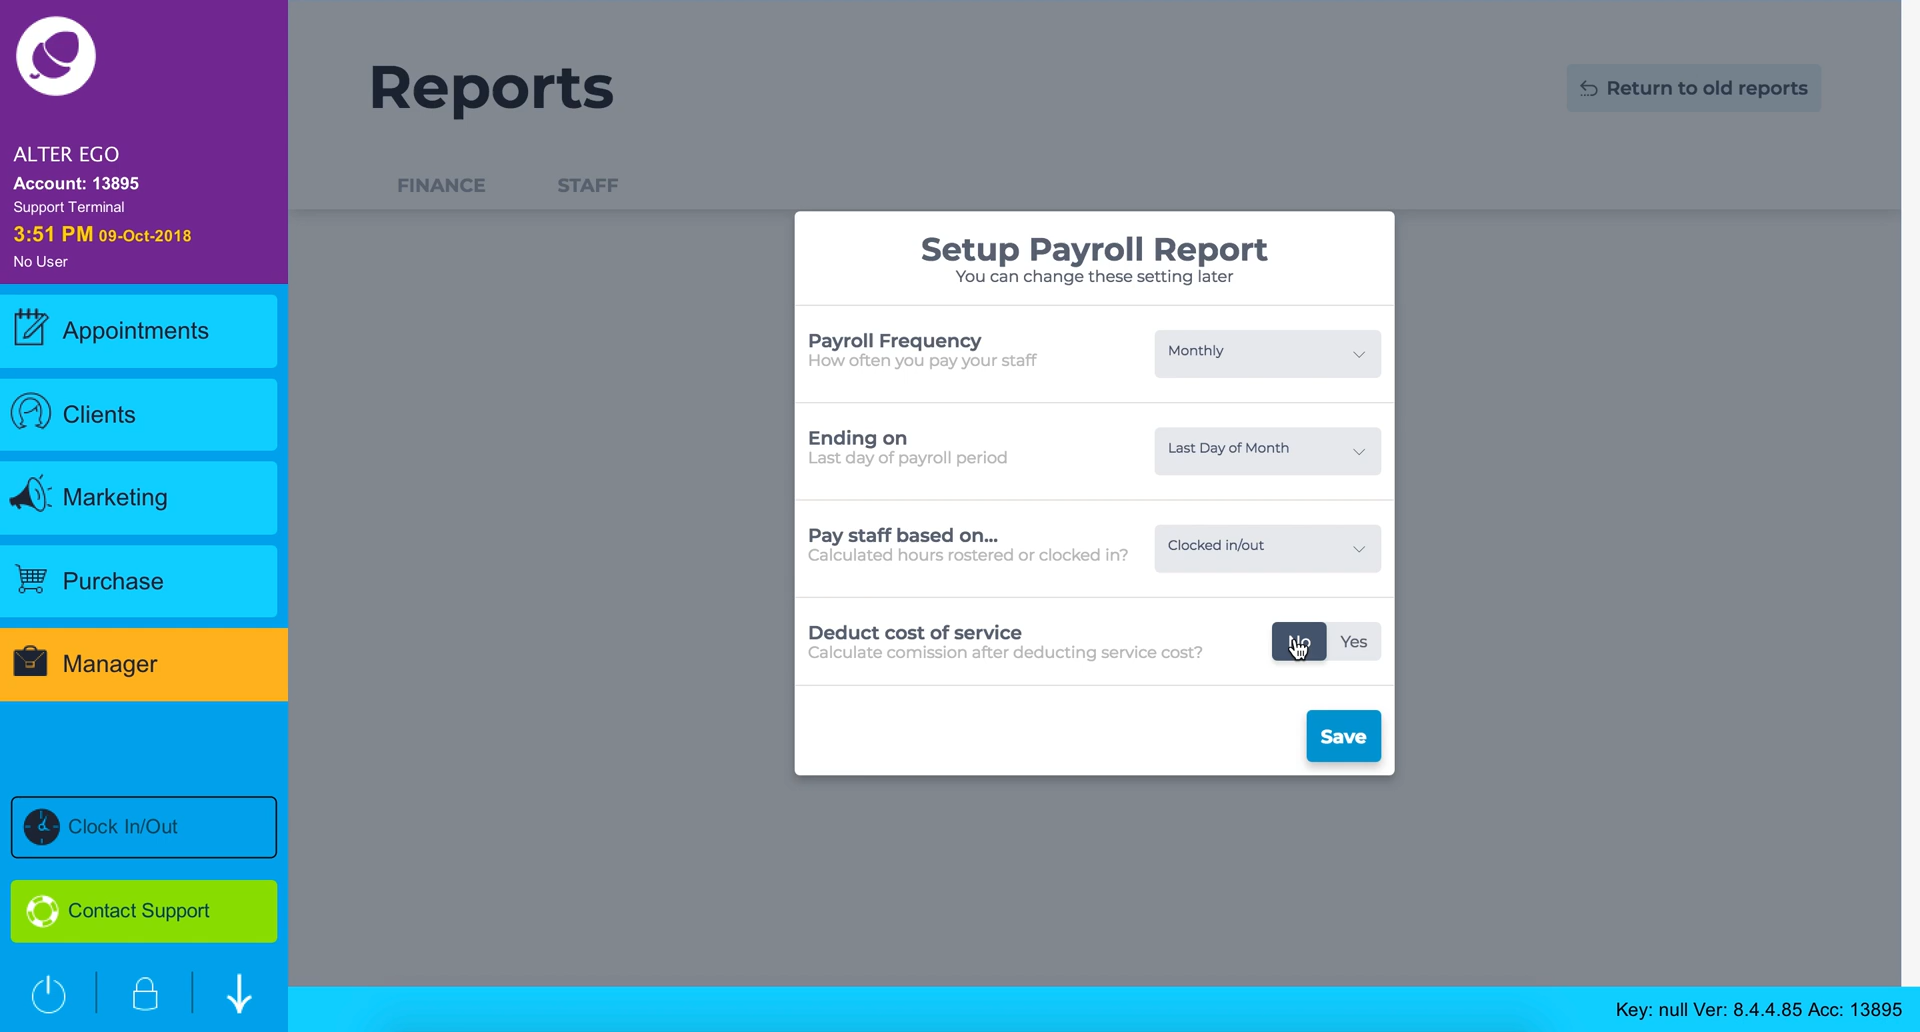 ALTER EGO
Account: 13895
Support Terminal
3:51 PM 09-Oct-2018
No User
Appointments
Clients
Marketing
Purchase
Manager
Clock In/Out
Contact Support
Reports
Return to old reports
FINANCE STAFF
Setup Payroll Report
You can change these setting later
Payroll Frequency
How often you pay your staff
Monthly
Ending on
Last day of payroll period
Last Day of Month
Pay staff based on...
Calculated hours rostered or clocked in?
Clocked in/out
Deduct cost of service
Calculate comission after deducting service cost?
No Yes
Save
Key: null Ver: 8.4.4.85 Acc: 13895